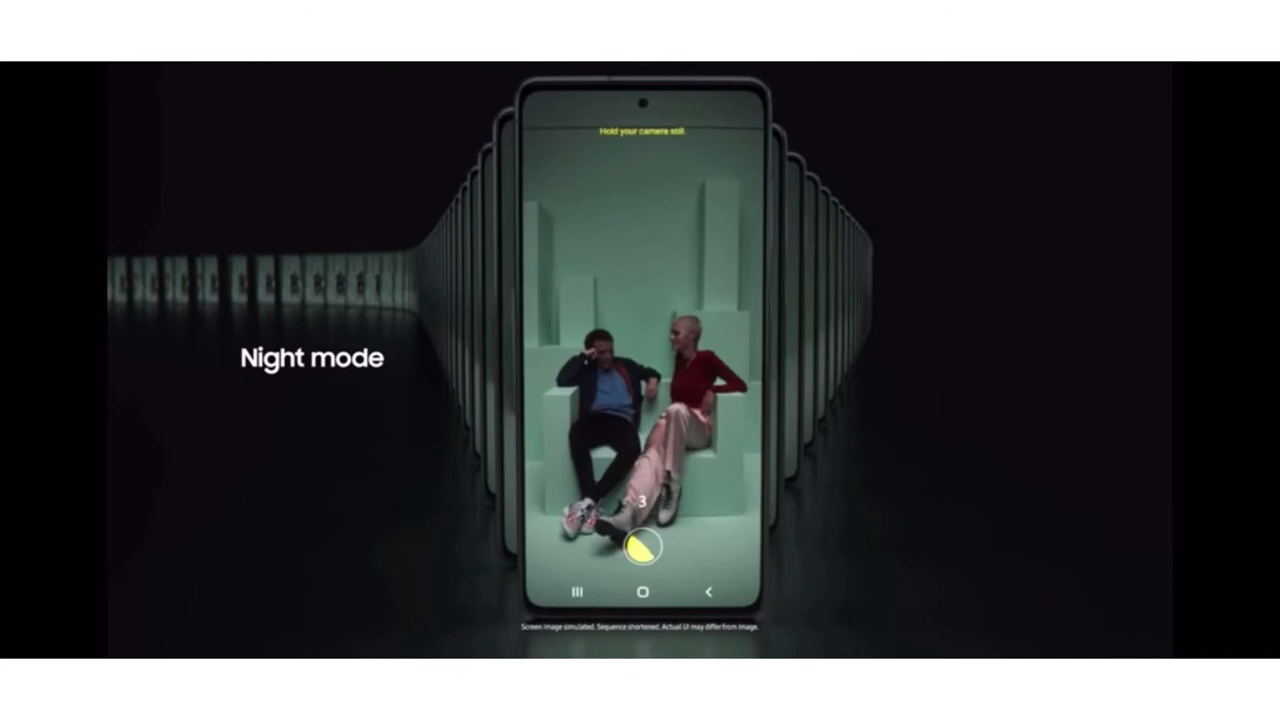 Hold your camera still.
Night mode
3
Screen image simulated. Sequence shortened. Actual UI may differ from image.